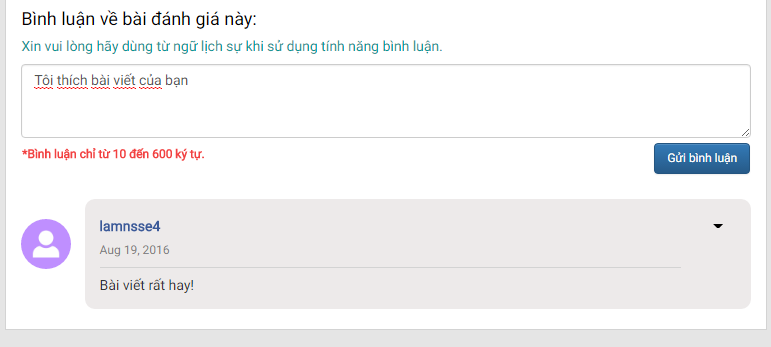 Bình luận về bài đánh giá này:
Xin vui lòng hãy dùng từ ngữ lịch sự khi sử dụng tính năng bình luận.
Tôi thích bài viết của bạn
*Bình luận chỉ từ 10 đến 600 ký tự.
Gửi bình luận
lamnsse4
Aug 19, 2016
Bài viết rất hay!